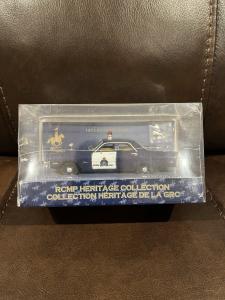 RCMP HERITAGE COLLECTION
COLLECTION HÉRITAGE DE LA GRC